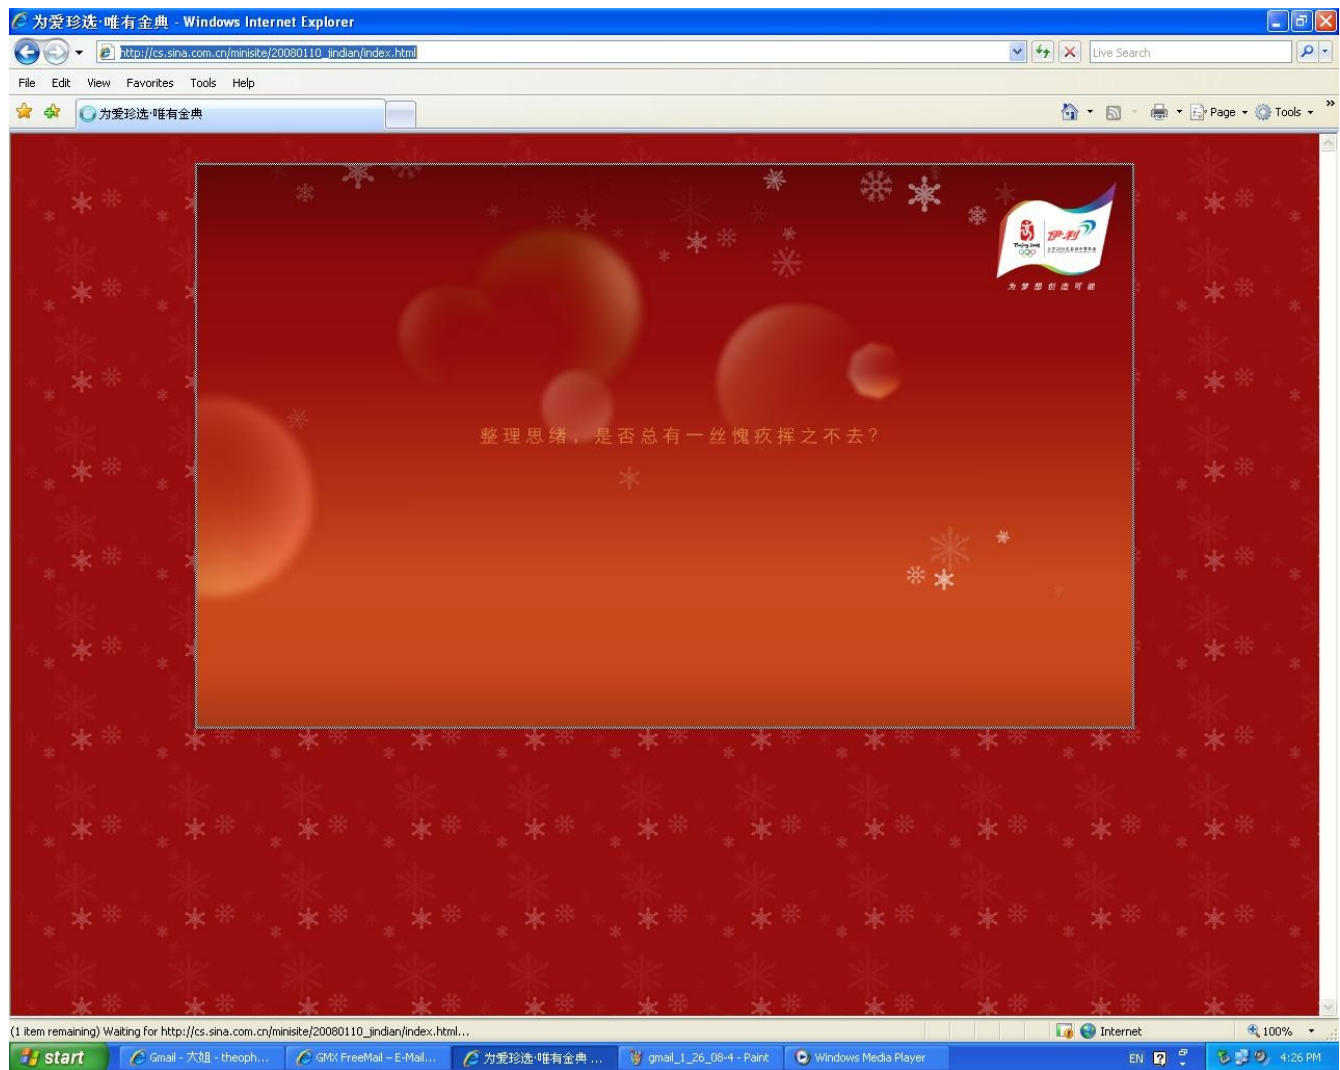 为爱珍选·唯有金典 - Windows Internet Explorer
http://cs.sina.com.cn/minisite/20080110_jindian/index.html
Live Search
File Edit View Favorites Tools Help
为爱珍选·唯有金典
Page Tools
Beijing 2008
伊利
为梦想创造可能
整理思绪，是否总有一丝愧疚挥之不去？
(1 item remaining) Waiting for http://cs.sina.com.cn/minisite/20080110_jindian/index.html...
Internet
100%
start
Gmail - 大姐 - theoph...
GMX FreeMail – E-Mail...
为爱珍选·唯有金典 ...
gmail_1_26_08-4 - Paint
Windows Media Player
EN
4:26 PM